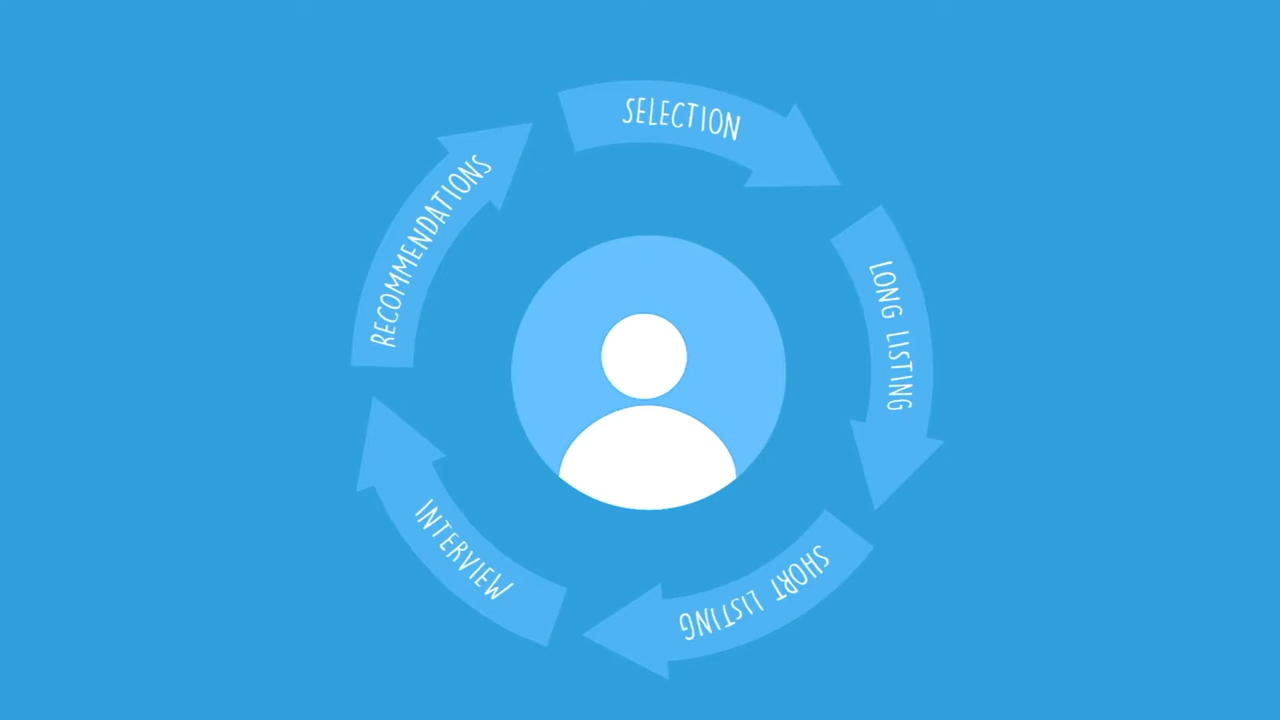 SELECTION
LONG LISTING
SHORT LISTING
INTERVIEW
RECOMMENDATIONS